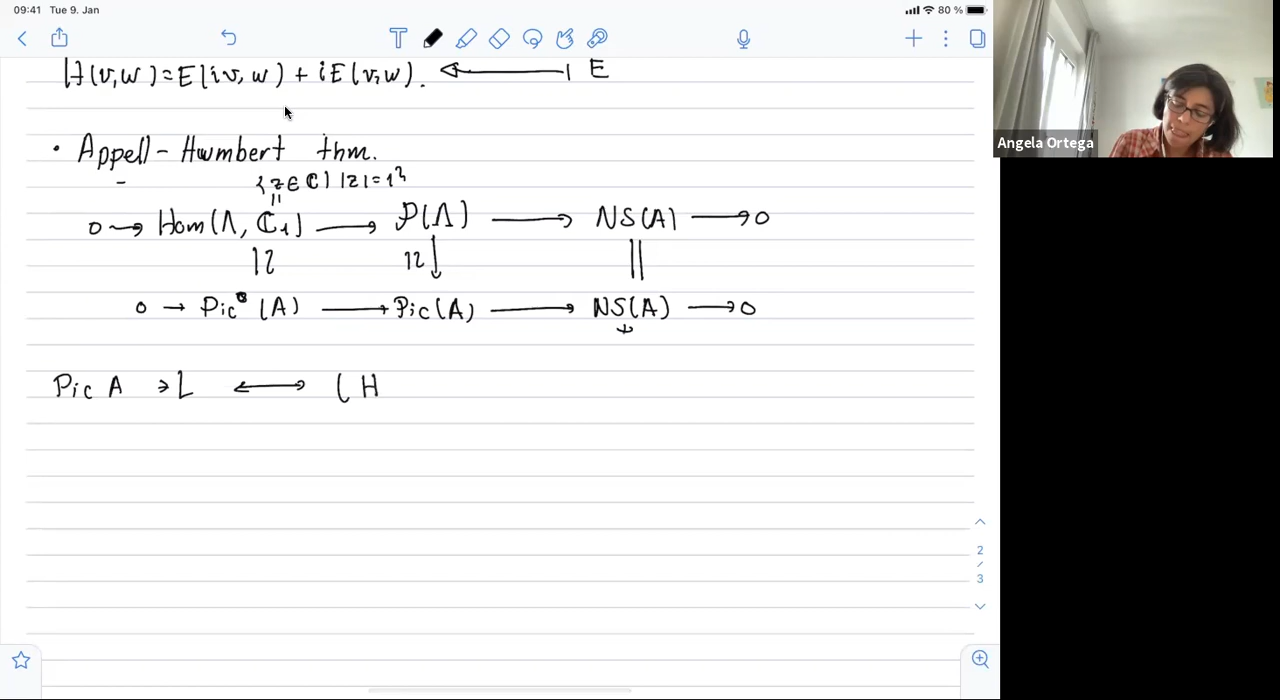 09:41 Tue 9. Jan
80 %
H(v,w) = E(iv, w) + iE(v,w). ⟵| E
Angela Ortega
• Appell - Humbert thm.
{z ∈ ℂ | |z| = 1}
||
0 → Hom(Λ, ℂ₁) → P(Λ) → NS(A) → 0
≀≀ ≀≀↓ ||
0 → Pic⁰(A) → Pic(A) → NS(A) → 0
Pic A ∋ L ⟷ (H
2
/
3